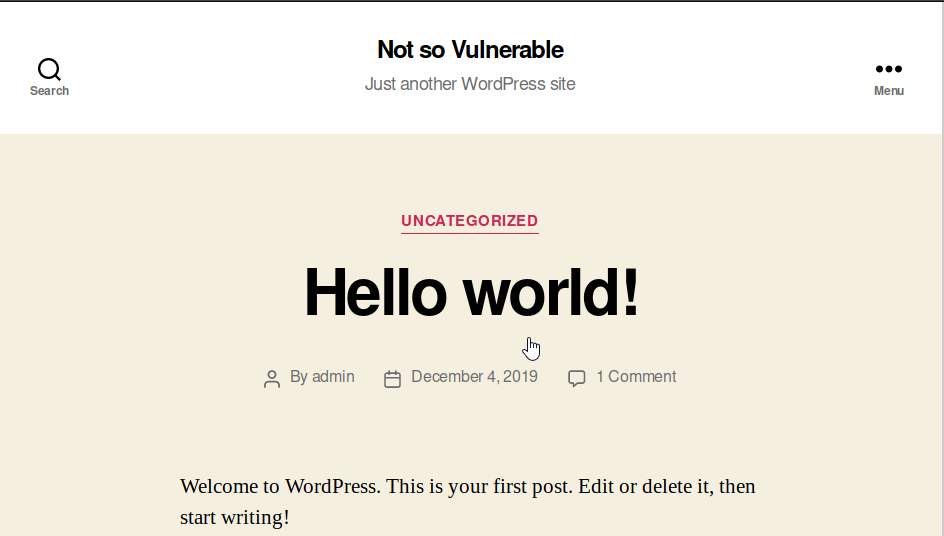 Not so Vulnerable
Just another WordPress site
Search
Menu
UNCATEGORIZED
Hello world!
By admin December 4, 2019 1 Comment
Welcome to WordPress. This is your first post. Edit or delete it, then
start writing!